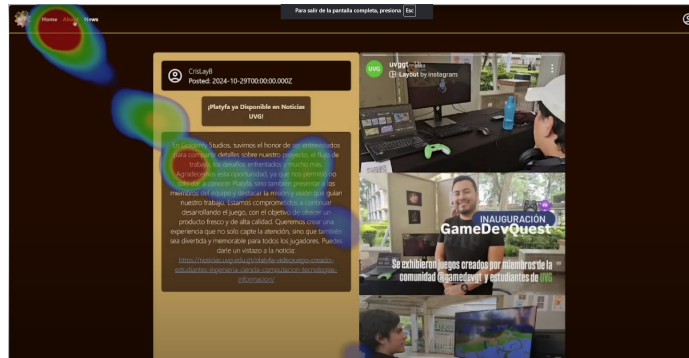 Para salir de la pantalla completa, presiona Esc
Home About News
CrisLay8
Posted: 2024-10-29T00:00:00.000Z
¡Platyfa ya Disponible en Noticias
UVG!
Studios, tuvimos el honor de ser entrevistados
para compartir detalles sobre nuestro proyecto, el flujo de
trabajo, los desafíos enfrentados y mucho más.
Agradecemos esta oportunidad, ya que nos permitió no
solo dar a conocer Platyfa, sino también presentar a los
miembros del equipo y destacar la misión y visión que guían
nuestro trabajo. Estamos comprometidos a continuar
desarrollando el juego, con el objetivo de ofrecer un
producto fresco y de alta calidad. Queremos crear una
experiencia que no solo capte la atención, sino que también
sea divertida y memorable para todos los jugadores. Puedes
darle un vistazo a la noticia:
https://noticias.uvg.edu.gt/platyfa-videojuego-creado-
estudiantes-ingenieria-ciencia-computacion-tecnologias-
informacion/
UVG
uvggt
Layout by instagram
INAUGURACIÓN
GameDevQuest
Se exhibieron juegos creados por miembros de la
comunidad @gamedevgt y estudiantes de UVG